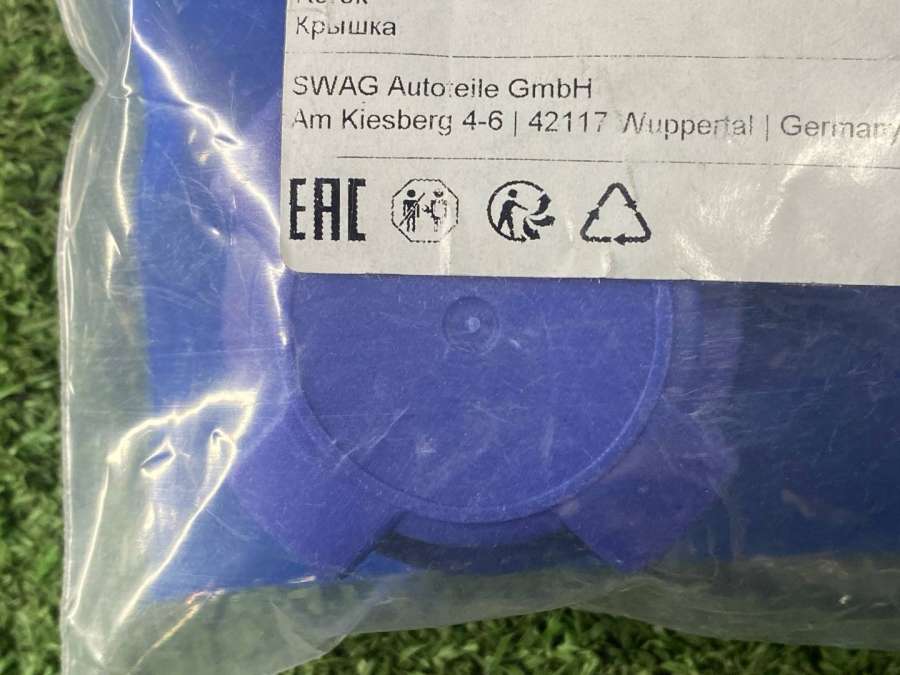 Крышка
SWAG Autoteile GmbH
Am Kiesberg 4-6 | 42117 Wuppertal | Germany
EAC